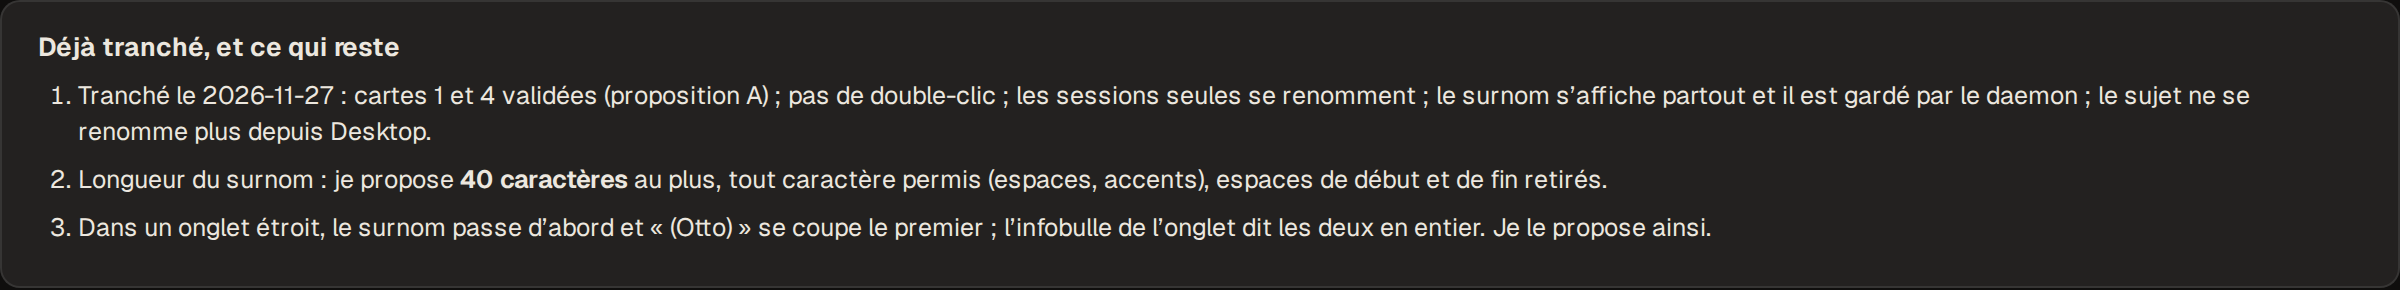 Déjà tranché, et ce qui reste
1. Tranché le 2026-11-27 : cartes 1 et 4 validées (proposition A) ; pas de double-clic ; les sessions seules se renomment ; le surnom s’affiche partout et il est gardé par le daemon ; le sujet ne se
renomme plus depuis Desktop.
2. Longueur du surnom : je propose 40 caractères au plus, tout caractère permis (espaces, accents), espaces de début et de fin retirés.
3. Dans un onglet étroit, le surnom passe d’abord et « (Otto) » se coupe le premier ; l’infobulle de l’onglet dit les deux en entier. Je le propose ainsi.